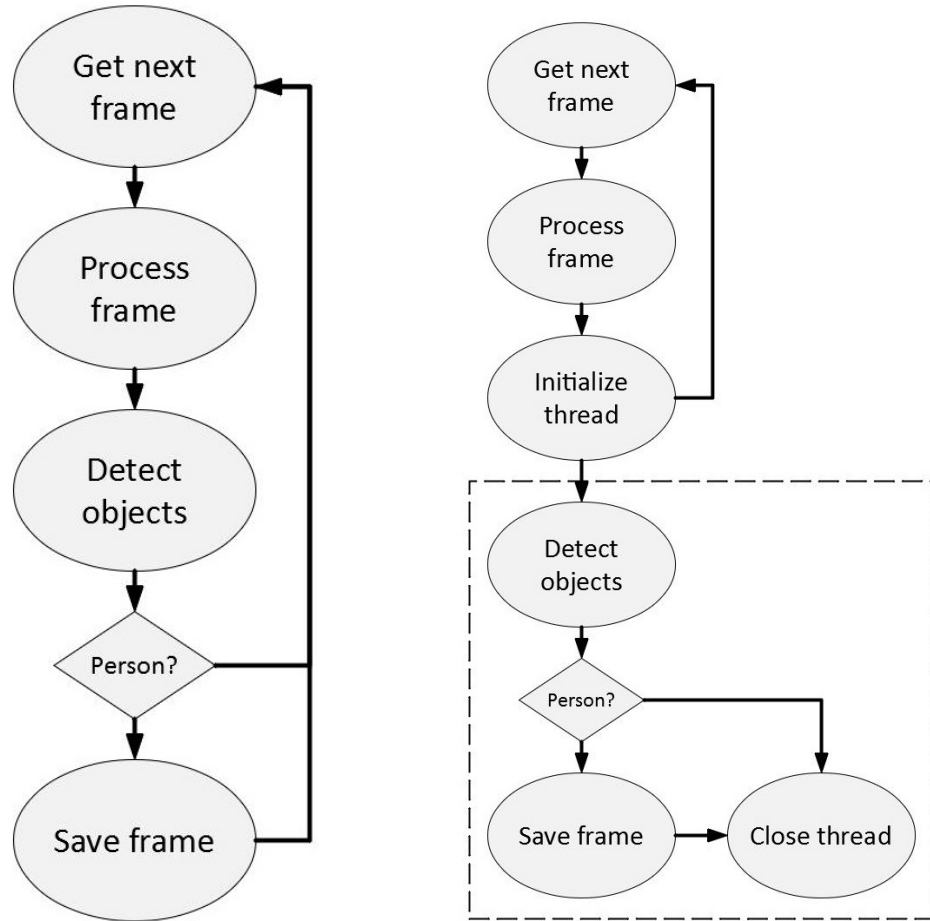 Get next
frame
Process
frame
Detect
objects
Person?
Save frame
Get next
frame
Process
frame
Initialize
thread
Detect
objects
Person?
Save frame
Close thread